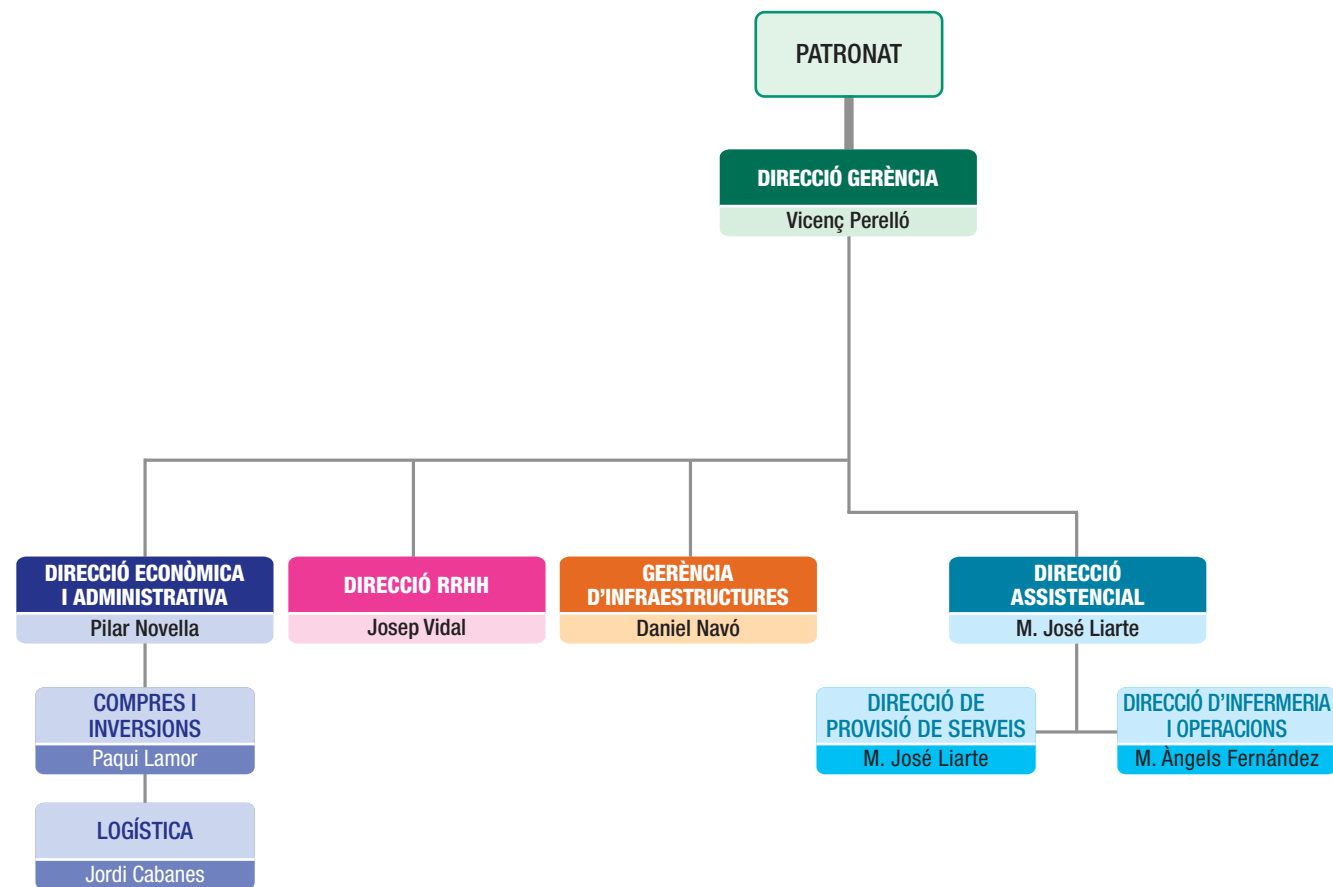 PATRONAT
DIRECCIÓ GERÈNCIA
Vicenç Perelló
DIRECCIÓ ECONÒMICA
I ADMINISTRATIVA
Pilar Novella
DIRECCIÓ RRHH
Josep Vidal
GERÈNCIA
D'INFRAESTRUCTURES
Daniel Navó
DIRECCIÓ
ASSISTENCIAL
M. José Liarte
COMPRES I
INVERSIONS
Paqui Lamor
DIRECCIÓ DE
PROVISIÓ DE SERVEIS
M. José Liarte
DIRECCIÓ D'INFERMERIA
I OPERACIONS
M. Àngels Fernández
LOGÍSTICA
Jordi Cabanes